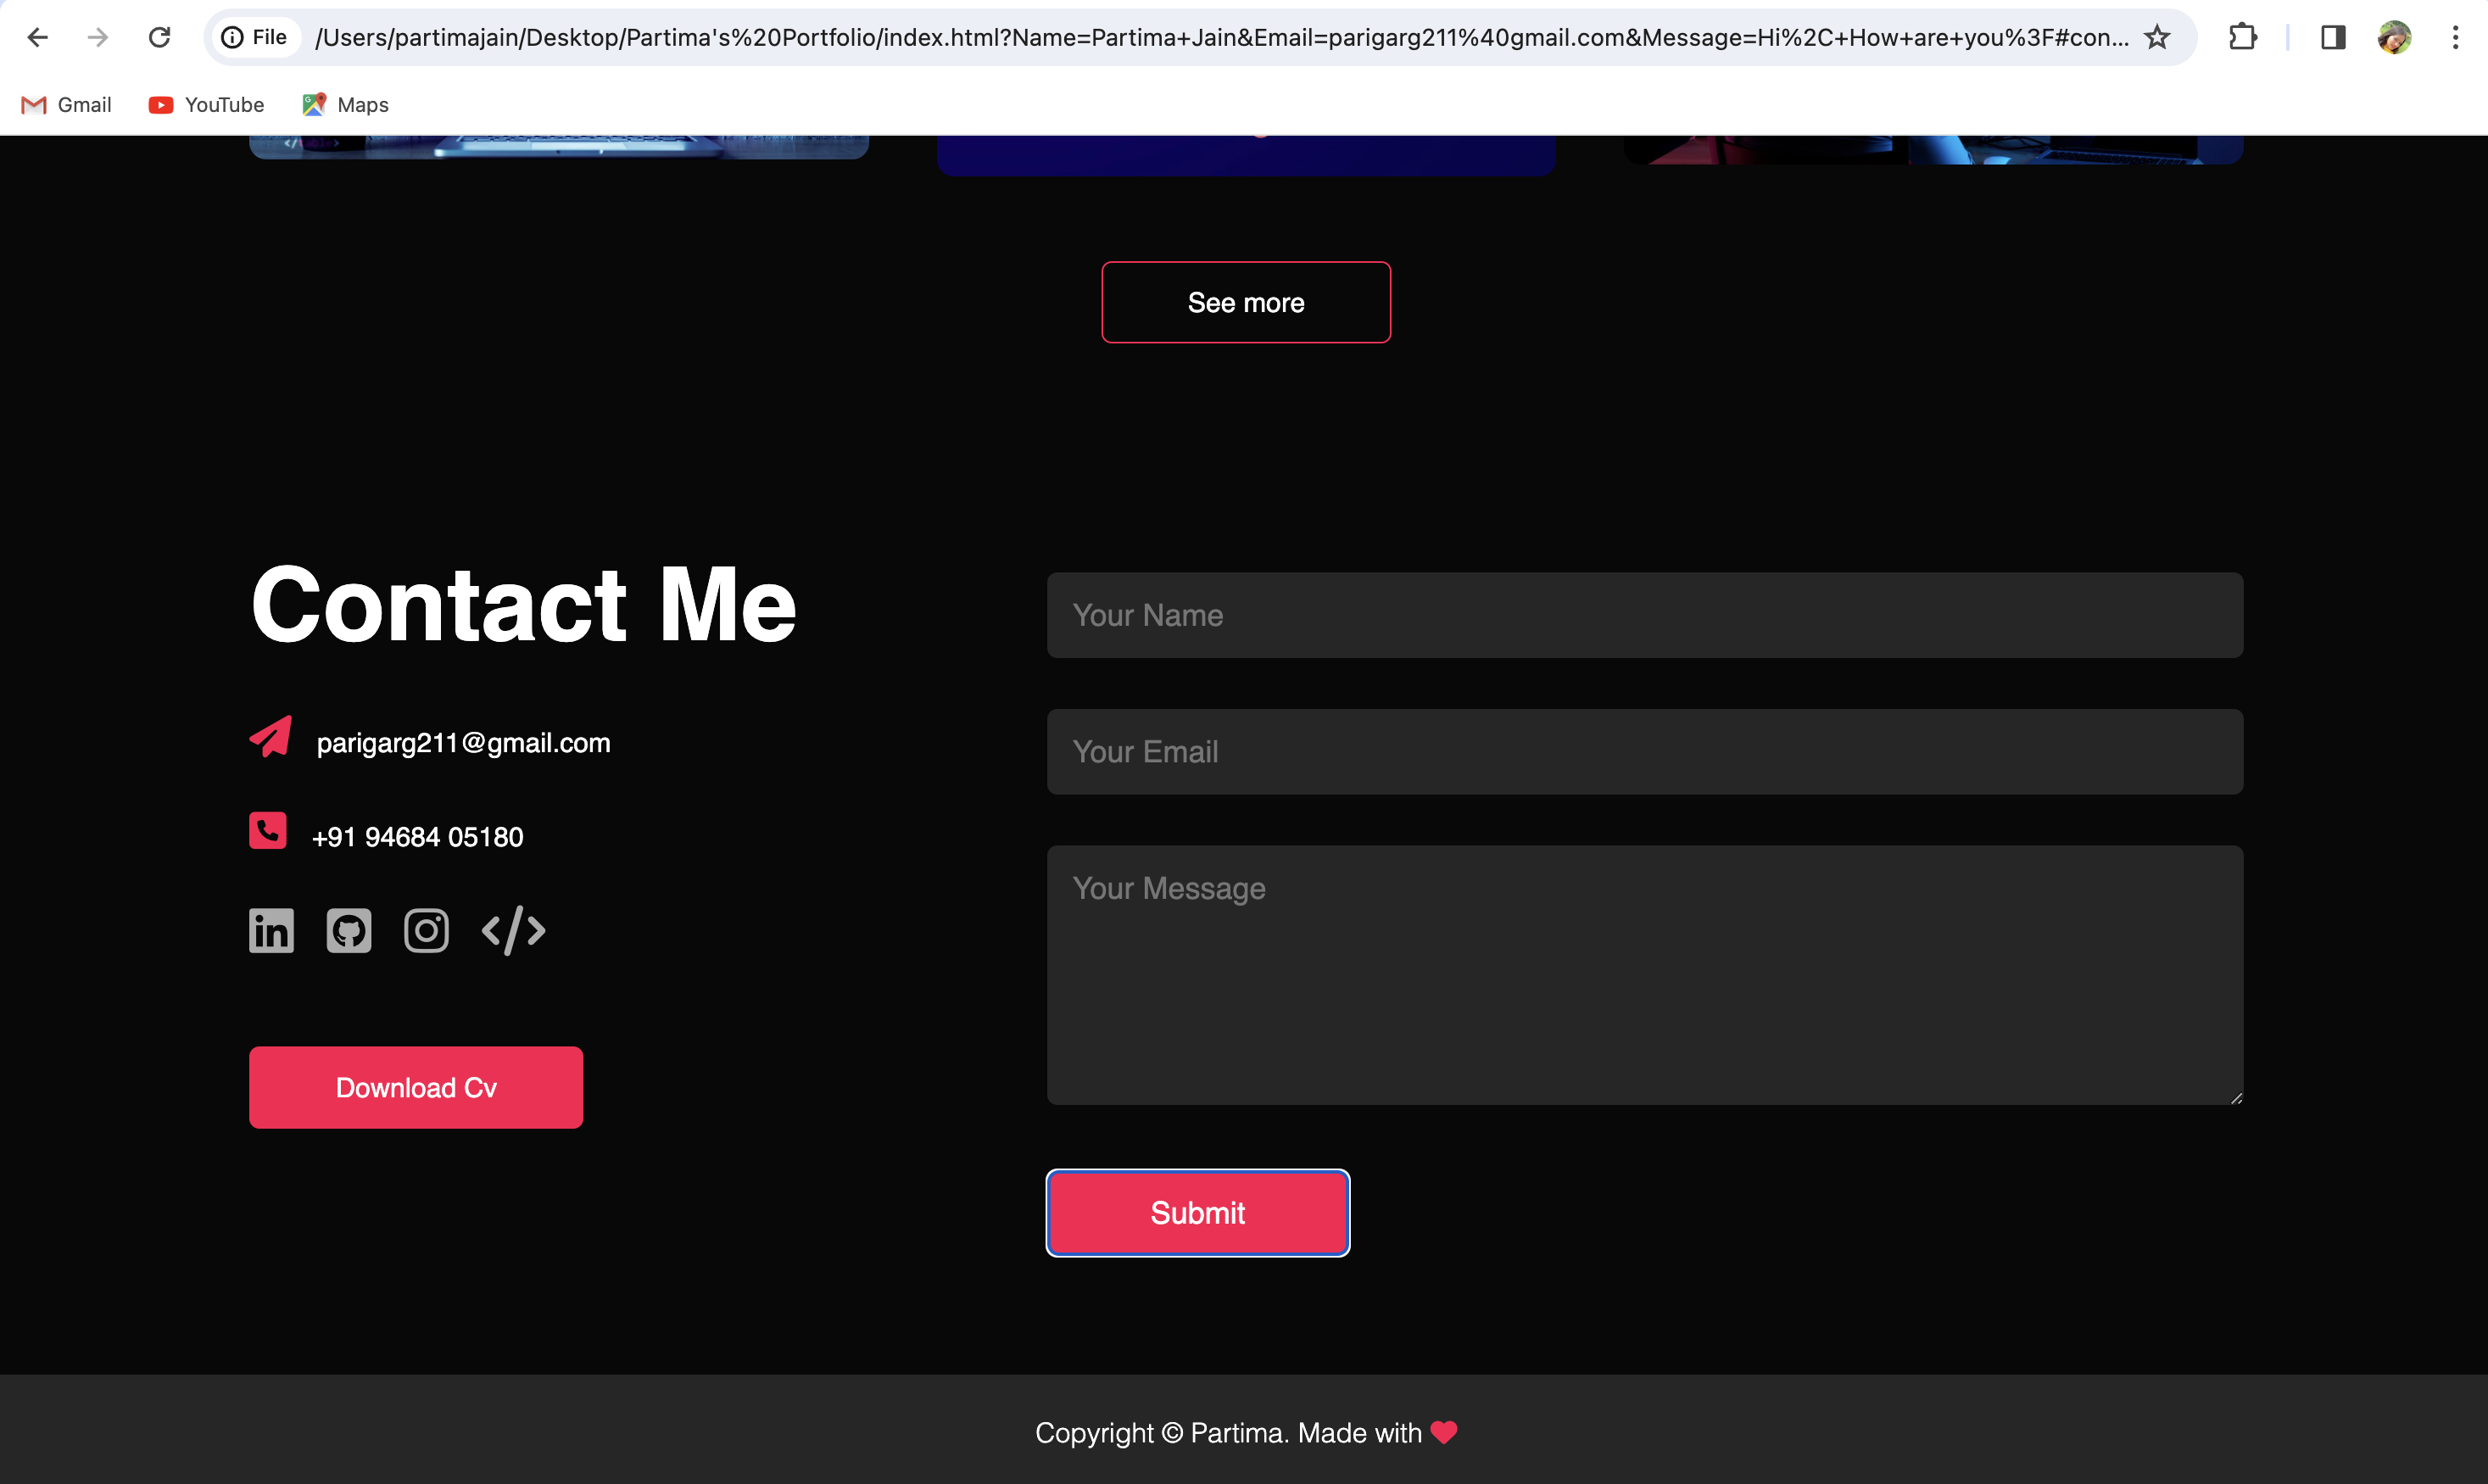 File
/Users/partimajain/Desktop/Partima's%20Portfolio/index.html?Name=Partima+Jain&Email=parigarg211%40gmail.com&Message=Hi%2C+How+are+you%3F#con...
Gmail
YouTube
Maps
See more
Contact Me
parigarg211@gmail.com
+91 94684 05180
Download Cv
Your Name
Your Email
Your Message
Submit
Copyright © Partima. Made with